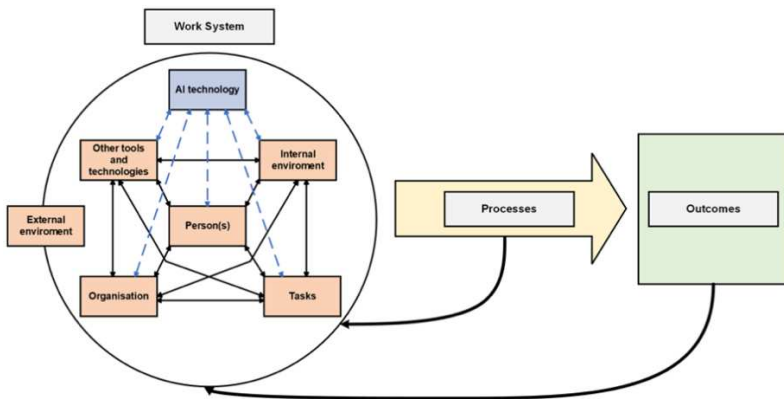 Work System
AI technology
Other tools
and
technologies
Internal
enviroment
External
enviroment
Person(s)
Organisation
Tasks
Processes
Outcomes